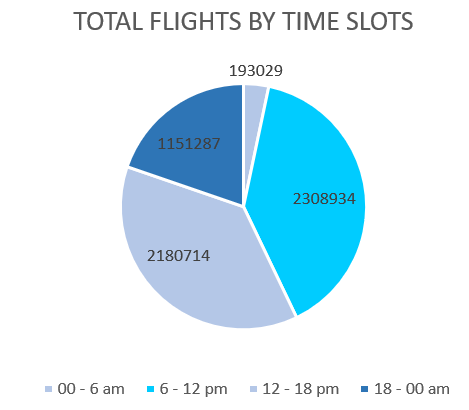 TOTAL FLIGHTS BY TIME SLOTS
193029
1151287
2308934
2180714
00 - 6 am 6 - 12 pm 12 - 18 pm 18 - 00 am